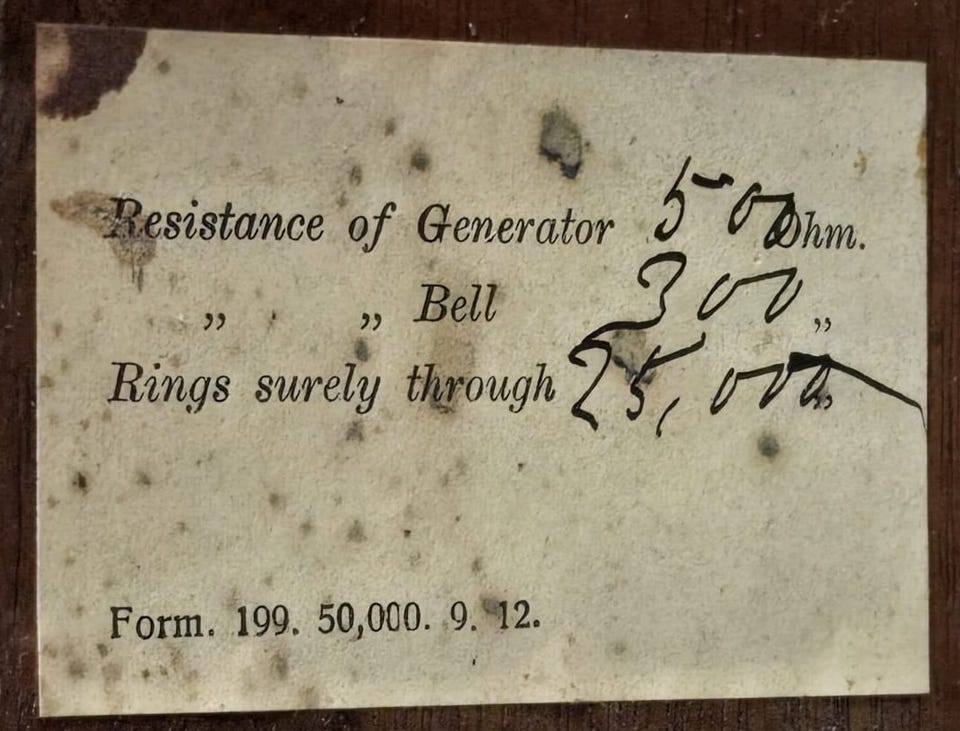 Resistance of Generator 500 Ohm.
„ „ Bell 300 „
Rings surely through 25,000 „
Form. 199. 50,000. 9. 12.